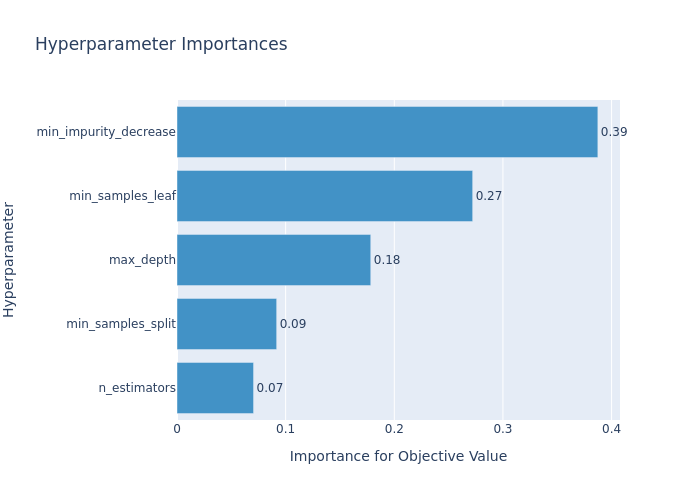 Hyperparameter Importances
Hyperparameter
min_impurity_decrease 0.39
min_samples_leaf 0.27
max_depth 0.18
min_samples_split 0.09
n_estimators 0.07
0 0.1 0.2 0.3 0.4
Importance for Objective Value